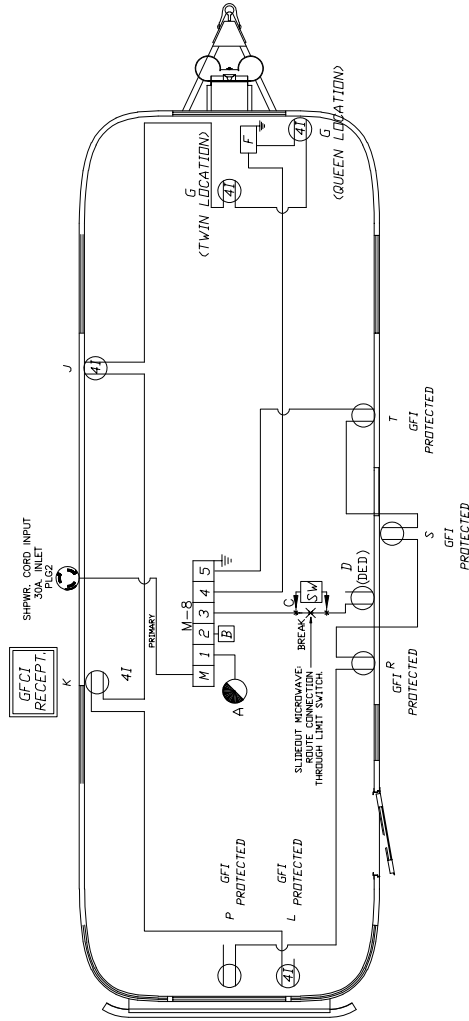 SHPWR. CORD INPUT
30A. INLET
PLG2
GFCI
RECEPT.
K
4I
J
4I
G
(TWIN LOCATION)
4I
F
4I
G
(QUEEN LOCATION)
PRIMARY
M-8
M 1 2 3 4 5
B
A
C
SW
BREAK
SLIDEOUT MICROWAVE:
ROUTE CONNECTION
THROUGH LIMIT SWITCH.
D
(DED)
P
GFI
PROTECTED
L
GFI
PROTECTED
4I
GFI R
PROTECTED
S
GFI
PROTECTED
T
GFI
PROTECTED